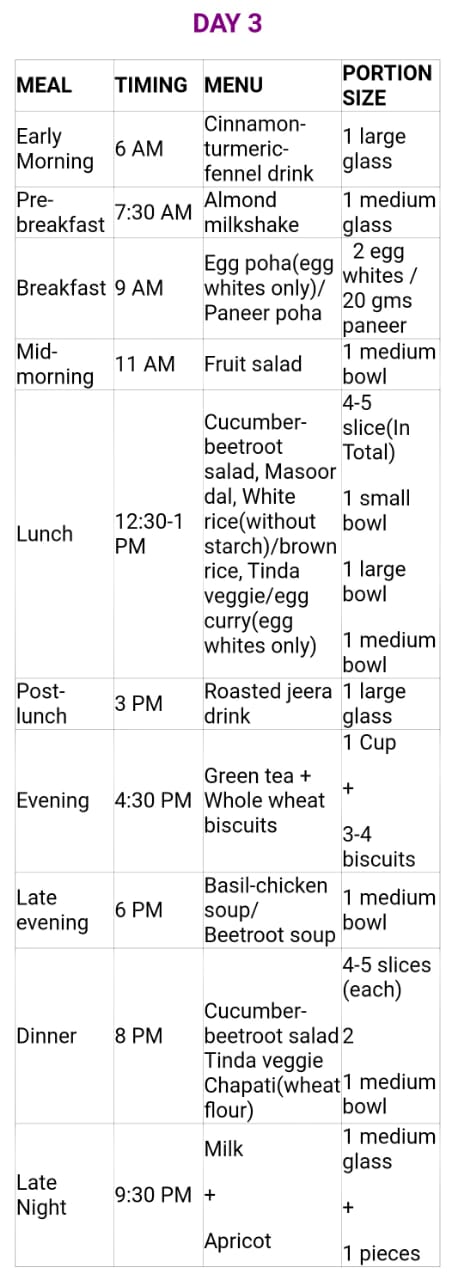 DAY 3
MEAL TIMING MENU PORTION SIZE
Early Morning 6 AM Cinnamon-turmeric-fennel drink 1 large glass
Pre-breakfast 7:30 AM Almond milkshake 1 medium glass
Breakfast 9 AM Egg poha(egg whites only)/ Paneer poha 2 egg whites / 20 gms paneer
Mid-morning 11 AM Fruit salad 1 medium bowl
Lunch 12:30-1 PM Cucumber-beetroot salad, Masoor dal, White rice(without starch)/brown rice, Tinda veggie/egg curry(egg whites only) 4-5 slice(In Total) 1 small bowl 1 large bowl 1 medium bowl
Post-lunch 3 PM Roasted jeera drink 1 large glass
Evening 4:30 PM Green tea + Whole wheat biscuits 1 Cup + 3-4 biscuits
Late evening 6 PM Basil-chicken soup/ Beetroot soup 1 medium bowl
Dinner 8 PM Cucumber-beetroot salad Tinda veggie Chapati(wheat flour) 4-5 slices (each) 2 1 medium bowl
Late Night 9:30 PM Milk + Apricot 1 medium glass + 1 pieces